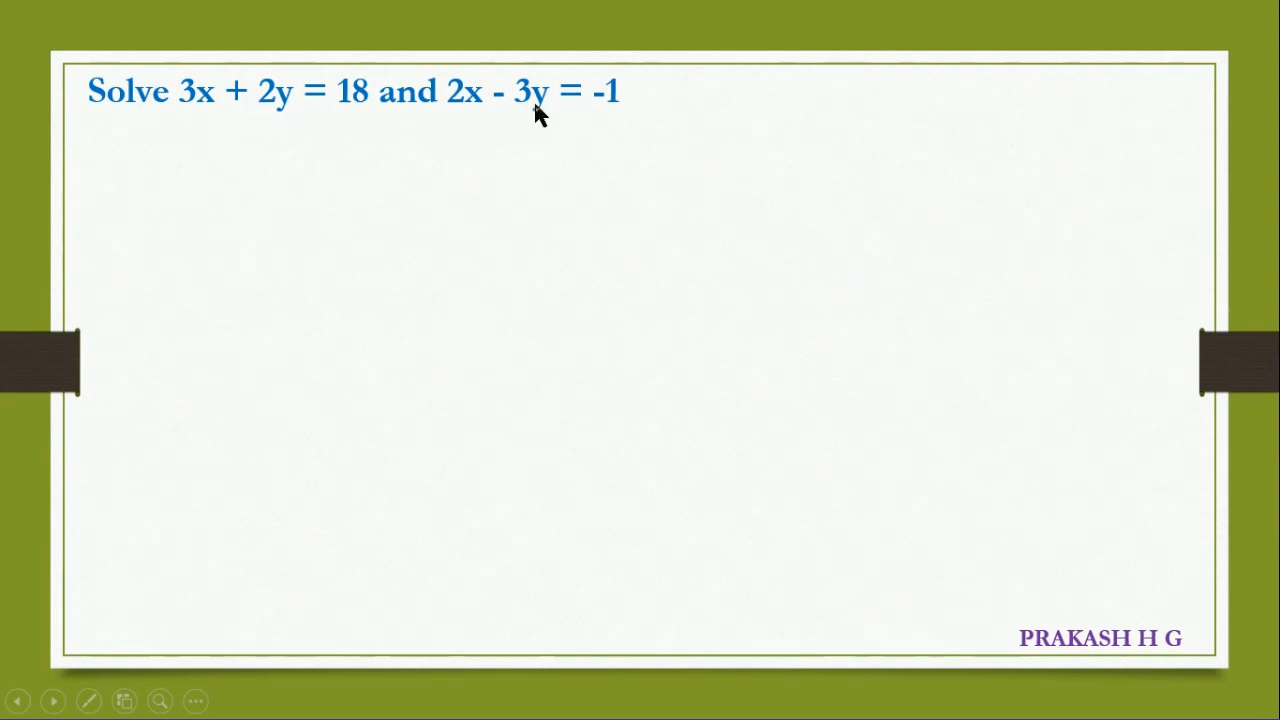 Solve 3x + 2y = 18 and 2x - 3y = -1
PRAKASH H G